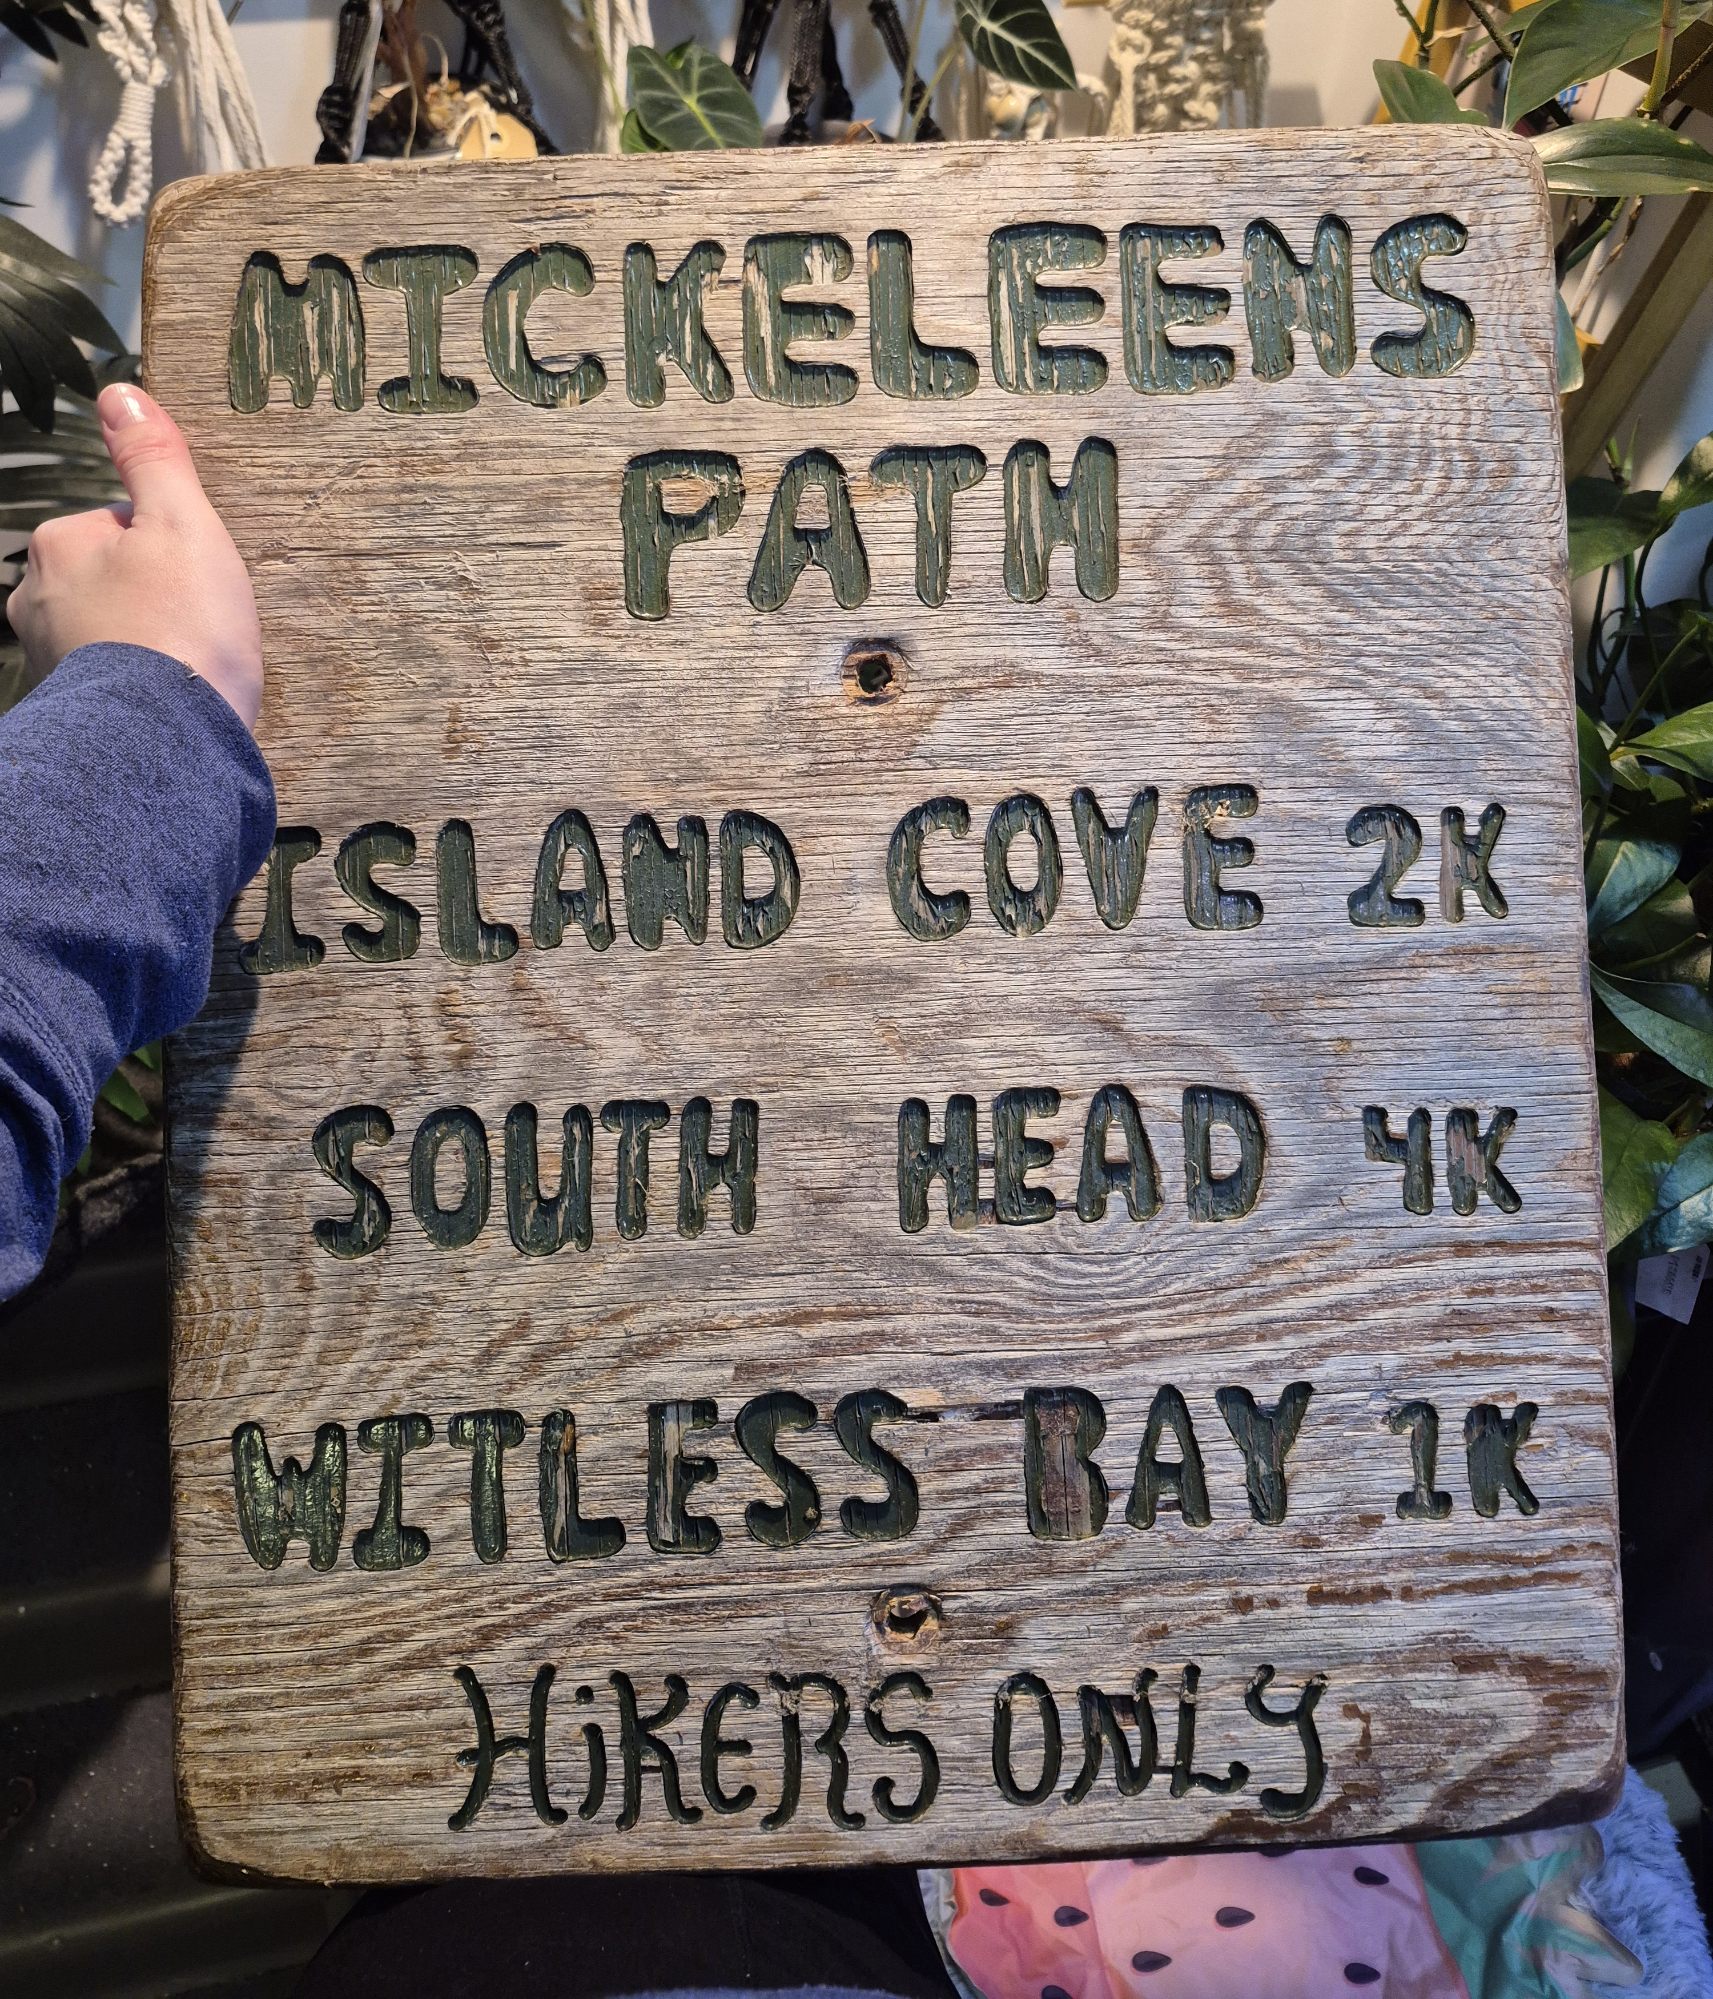 MICKELEENS
PATH
ISLAND COVE 2K
SOUTH HEAD 4K
WITLESS BAY 1K
HiKERS ONLY